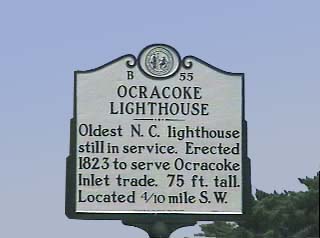 B 55
OCRACOKE
LIGHTHOUSE
Oldest N. C. lighthouse
still in service. Erected
1823 to serve Ocracoke
Inlet trade. 75 ft. tall.
Located 4/10 mile S.W.